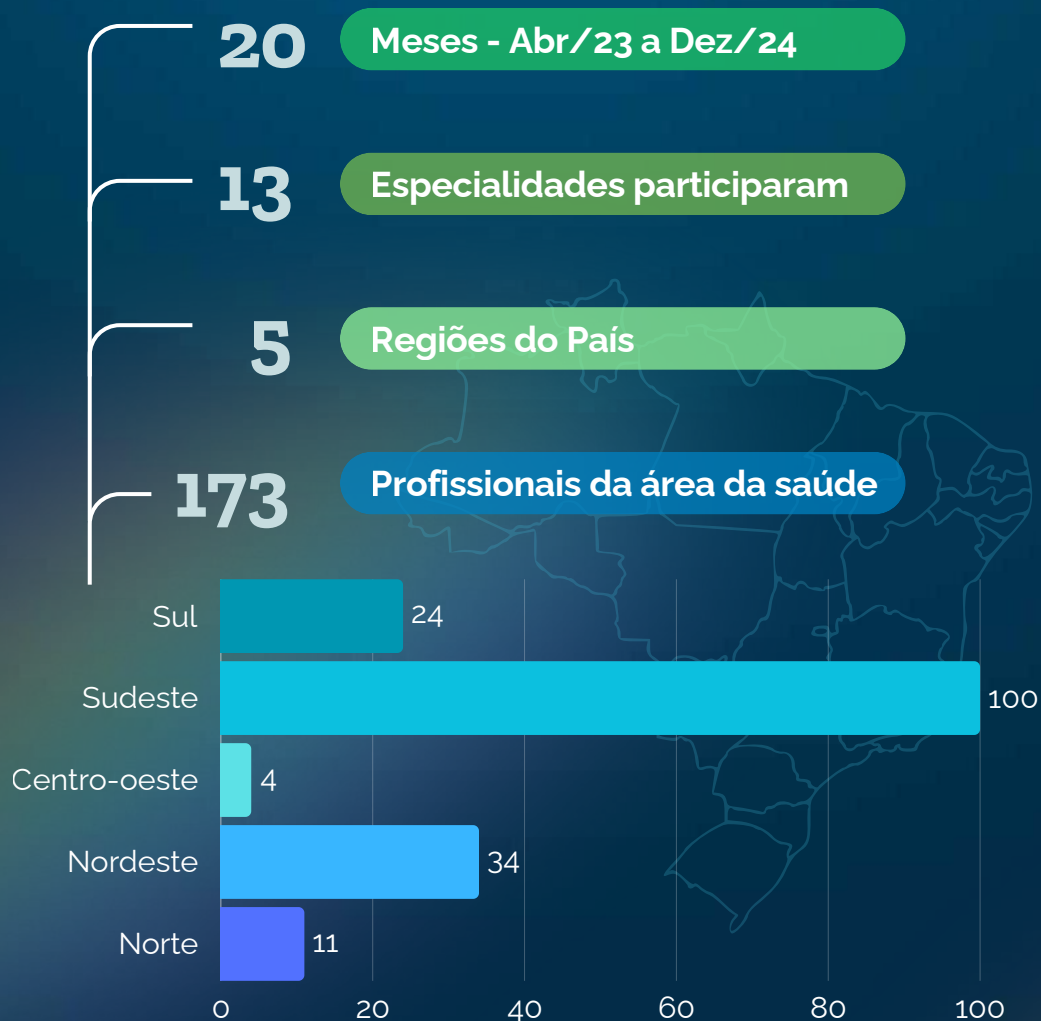 20 Meses - Abr/23 a Dez/24
13 Especialidades participaram
5 Regiões do País
173 Profissionais da área da saúde
Sul 24
Sudeste 100
Centro-oeste 4
Nordeste 34
Norte 11
0 20 40 60 80 100